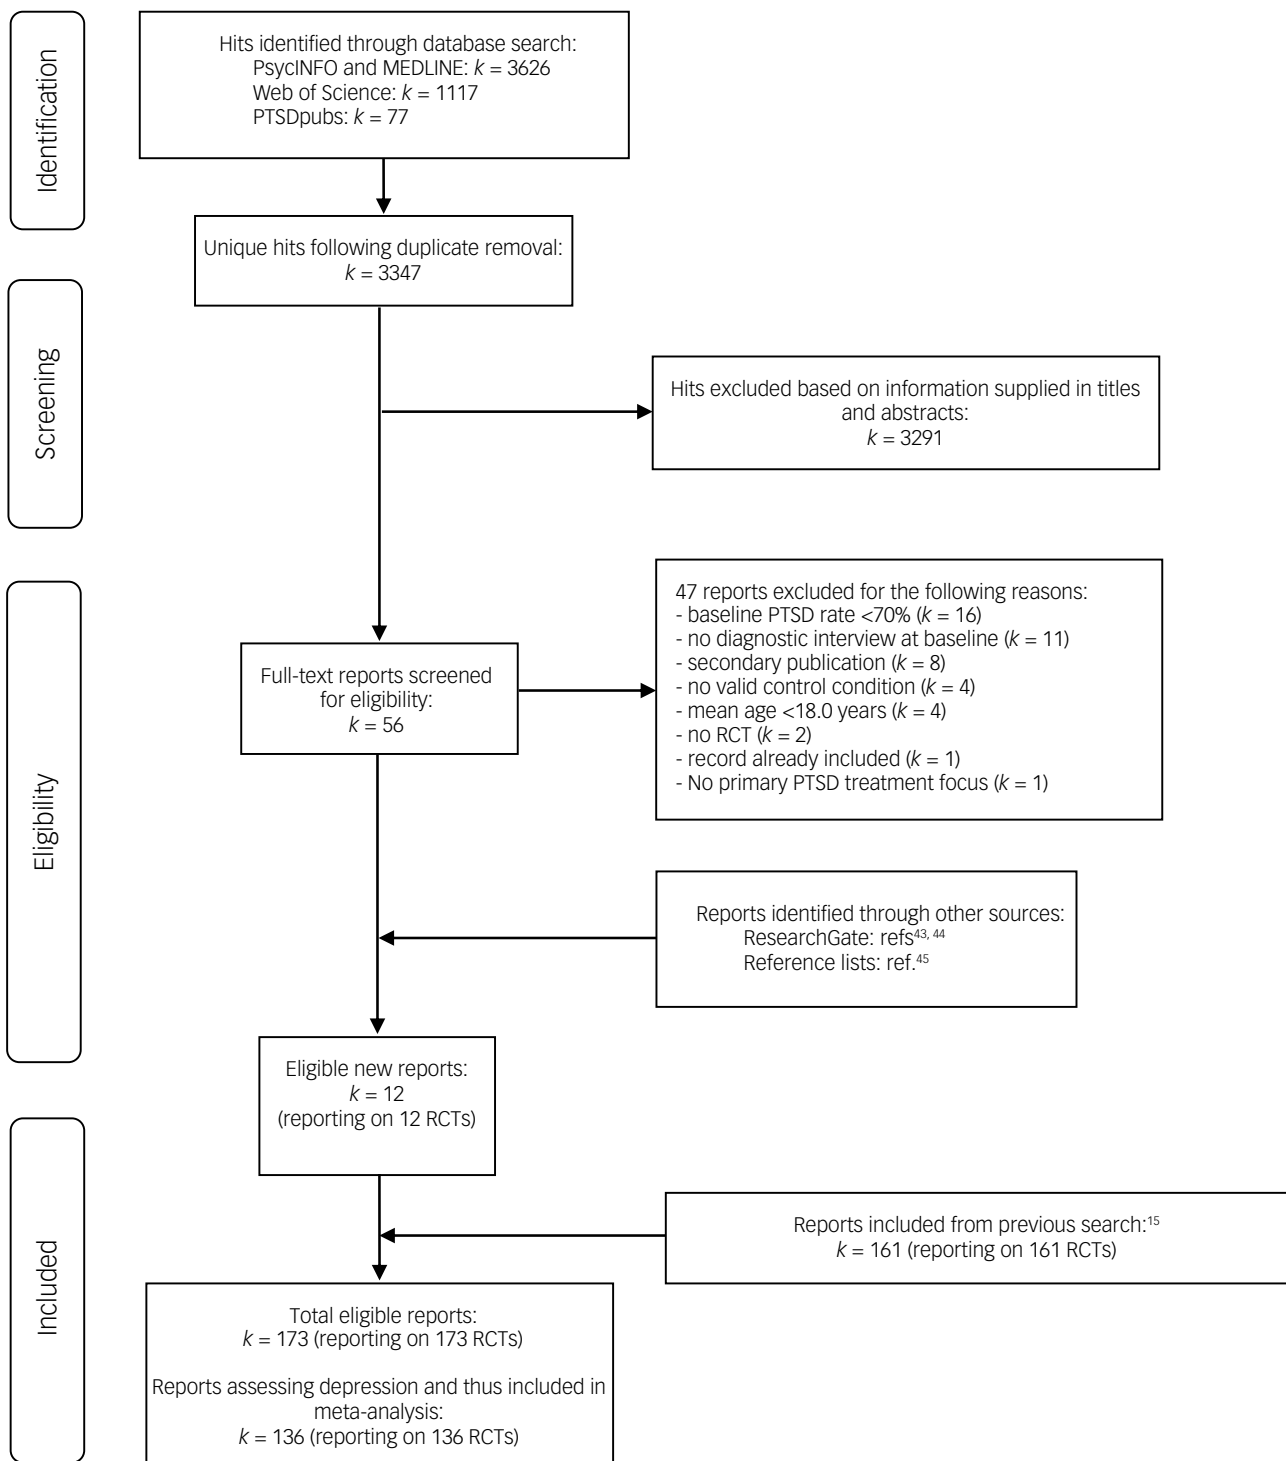 Identification
Hits identified through database search:
PsycINFO and MEDLINE: k = 3626
Web of Science: k = 1117
PTSDpubs: k = 77
Unique hits following duplicate removal:
k = 3347
Screening
Hits excluded based on information supplied in titles
and abstracts:
k = 3291
Eligibility
Full-text reports screened
for eligibility:
k = 56
47 reports excluded for the following reasons:
- baseline PTSD rate <70% (k = 16)
- no diagnostic interview at baseline (k = 11)
- secondary publication (k = 8)
- no valid control condition (k = 4)
- mean age <18.0 years (k = 4)
- no RCT (k = 2)
- record already included (k = 1)
- No primary PTSD treatment focus (k = 1)
Reports identified through other sources:
ResearchGate: refs43, 44
Reference lists: ref.45
Eligible new reports:
k = 12
(reporting on 12 RCTs)
Included
Reports included from previous search:15
k = 161 (reporting on 161 RCTs)
Total eligible reports:
k = 173 (reporting on 173 RCTs)
Reports assessing depression and thus included in
meta-analysis:
k = 136 (reporting on 136 RCTs)